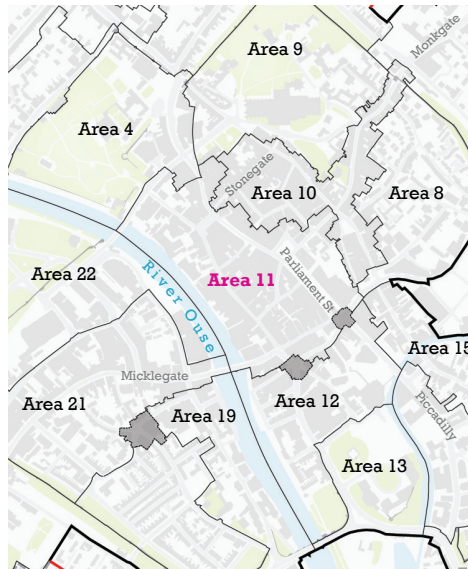 Area 9
Monkgate
Area 4
Stonegate
Area 10
Area 8
Area 22
River Ouse
Area 11
Parliament St
Area 15
Micklegate
Area 21
Area 19
Area 12
Piccadilly
Area 13